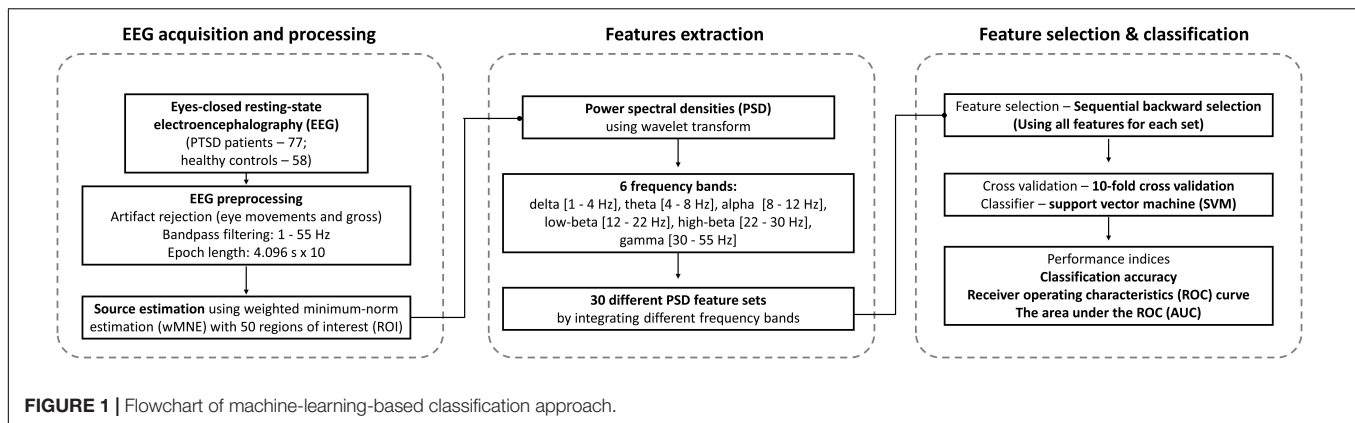 EEG acquisition and processing
Eyes-closed resting-state
electroencephalography (EEG)
(PTSD patients – 77;
healthy controls – 58)
EEG preprocessing
Artifact rejection (eye movements and gross)
Bandpass filtering: 1 - 55 Hz
Epoch length: 4.096 s x 10
Source estimation using weighted minimum-norm
estimation (wMNE) with 50 regions of interest (ROI)
Features extraction
Power spectral densities (PSD)
using wavelet transform
6 frequency bands:
delta [1 - 4 Hz], theta [4 - 8 Hz], alpha [8 - 12 Hz],
low-beta [12 - 22 Hz], high-beta [22 - 30 Hz],
gamma [30 - 55 Hz]
30 different PSD feature sets
by integrating different frequency bands
Feature selection & classification
Feature selection – Sequential backward selection
(Using all features for each set)
Cross validation – 10-fold cross validation
Classifier – support vector machine (SVM)
Performance indices
Classification accuracy
Receiver operating characteristics (ROC) curve
The area under the ROC (AUC)
FIGURE 1 | Flowchart of machine-learning-based classification approach.